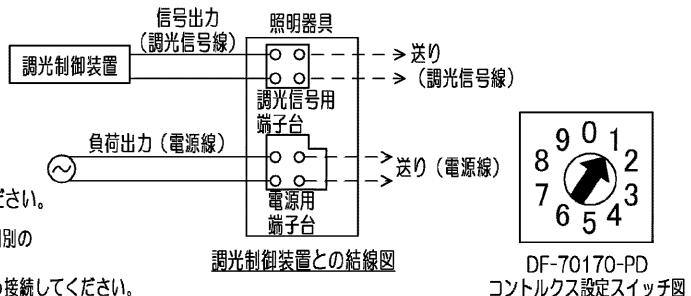 信号出力
(調光信号線)
照明器具
調光制御装置
送り
(調光信号線)
調光信号用
端子台
負荷出力(電源線)
送り(電源線)
電源用
端子台
ださい。
別の
接続してください。
調光制御装置との結線図
0 1 2 3 4 5 6 7 8 9
DF-70170-PD
コントルクス設定スイッチ図